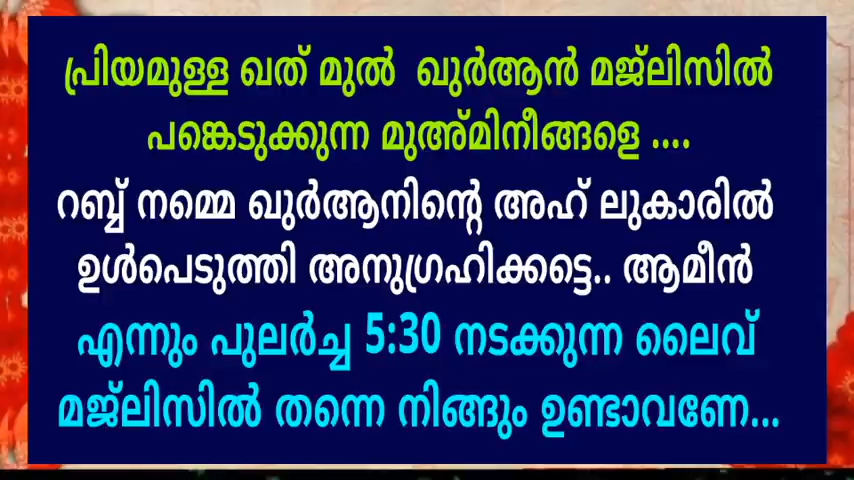 പ്രിയമുള്ള ഖത് മുൽ ഖുർആൻ മജ്ലിസിൽ
പങ്കെടുക്കുന്ന മുഅ്മിനീങ്ങളെ ....
റബ്ബ് നമ്മെ ഖുർആനിന്റെ അഹ് ലുകാരിൽ
ഉൾപെടുത്തി അനുഗ്രഹിക്കട്ടെ.. ആമീൻ
എന്നും പുലർച്ച 5:30 നടക്കുന്ന ലൈവ്
മജ്ലിസിൽ തന്നെ നിങ്ങും ഉണ്ടാവണേ...